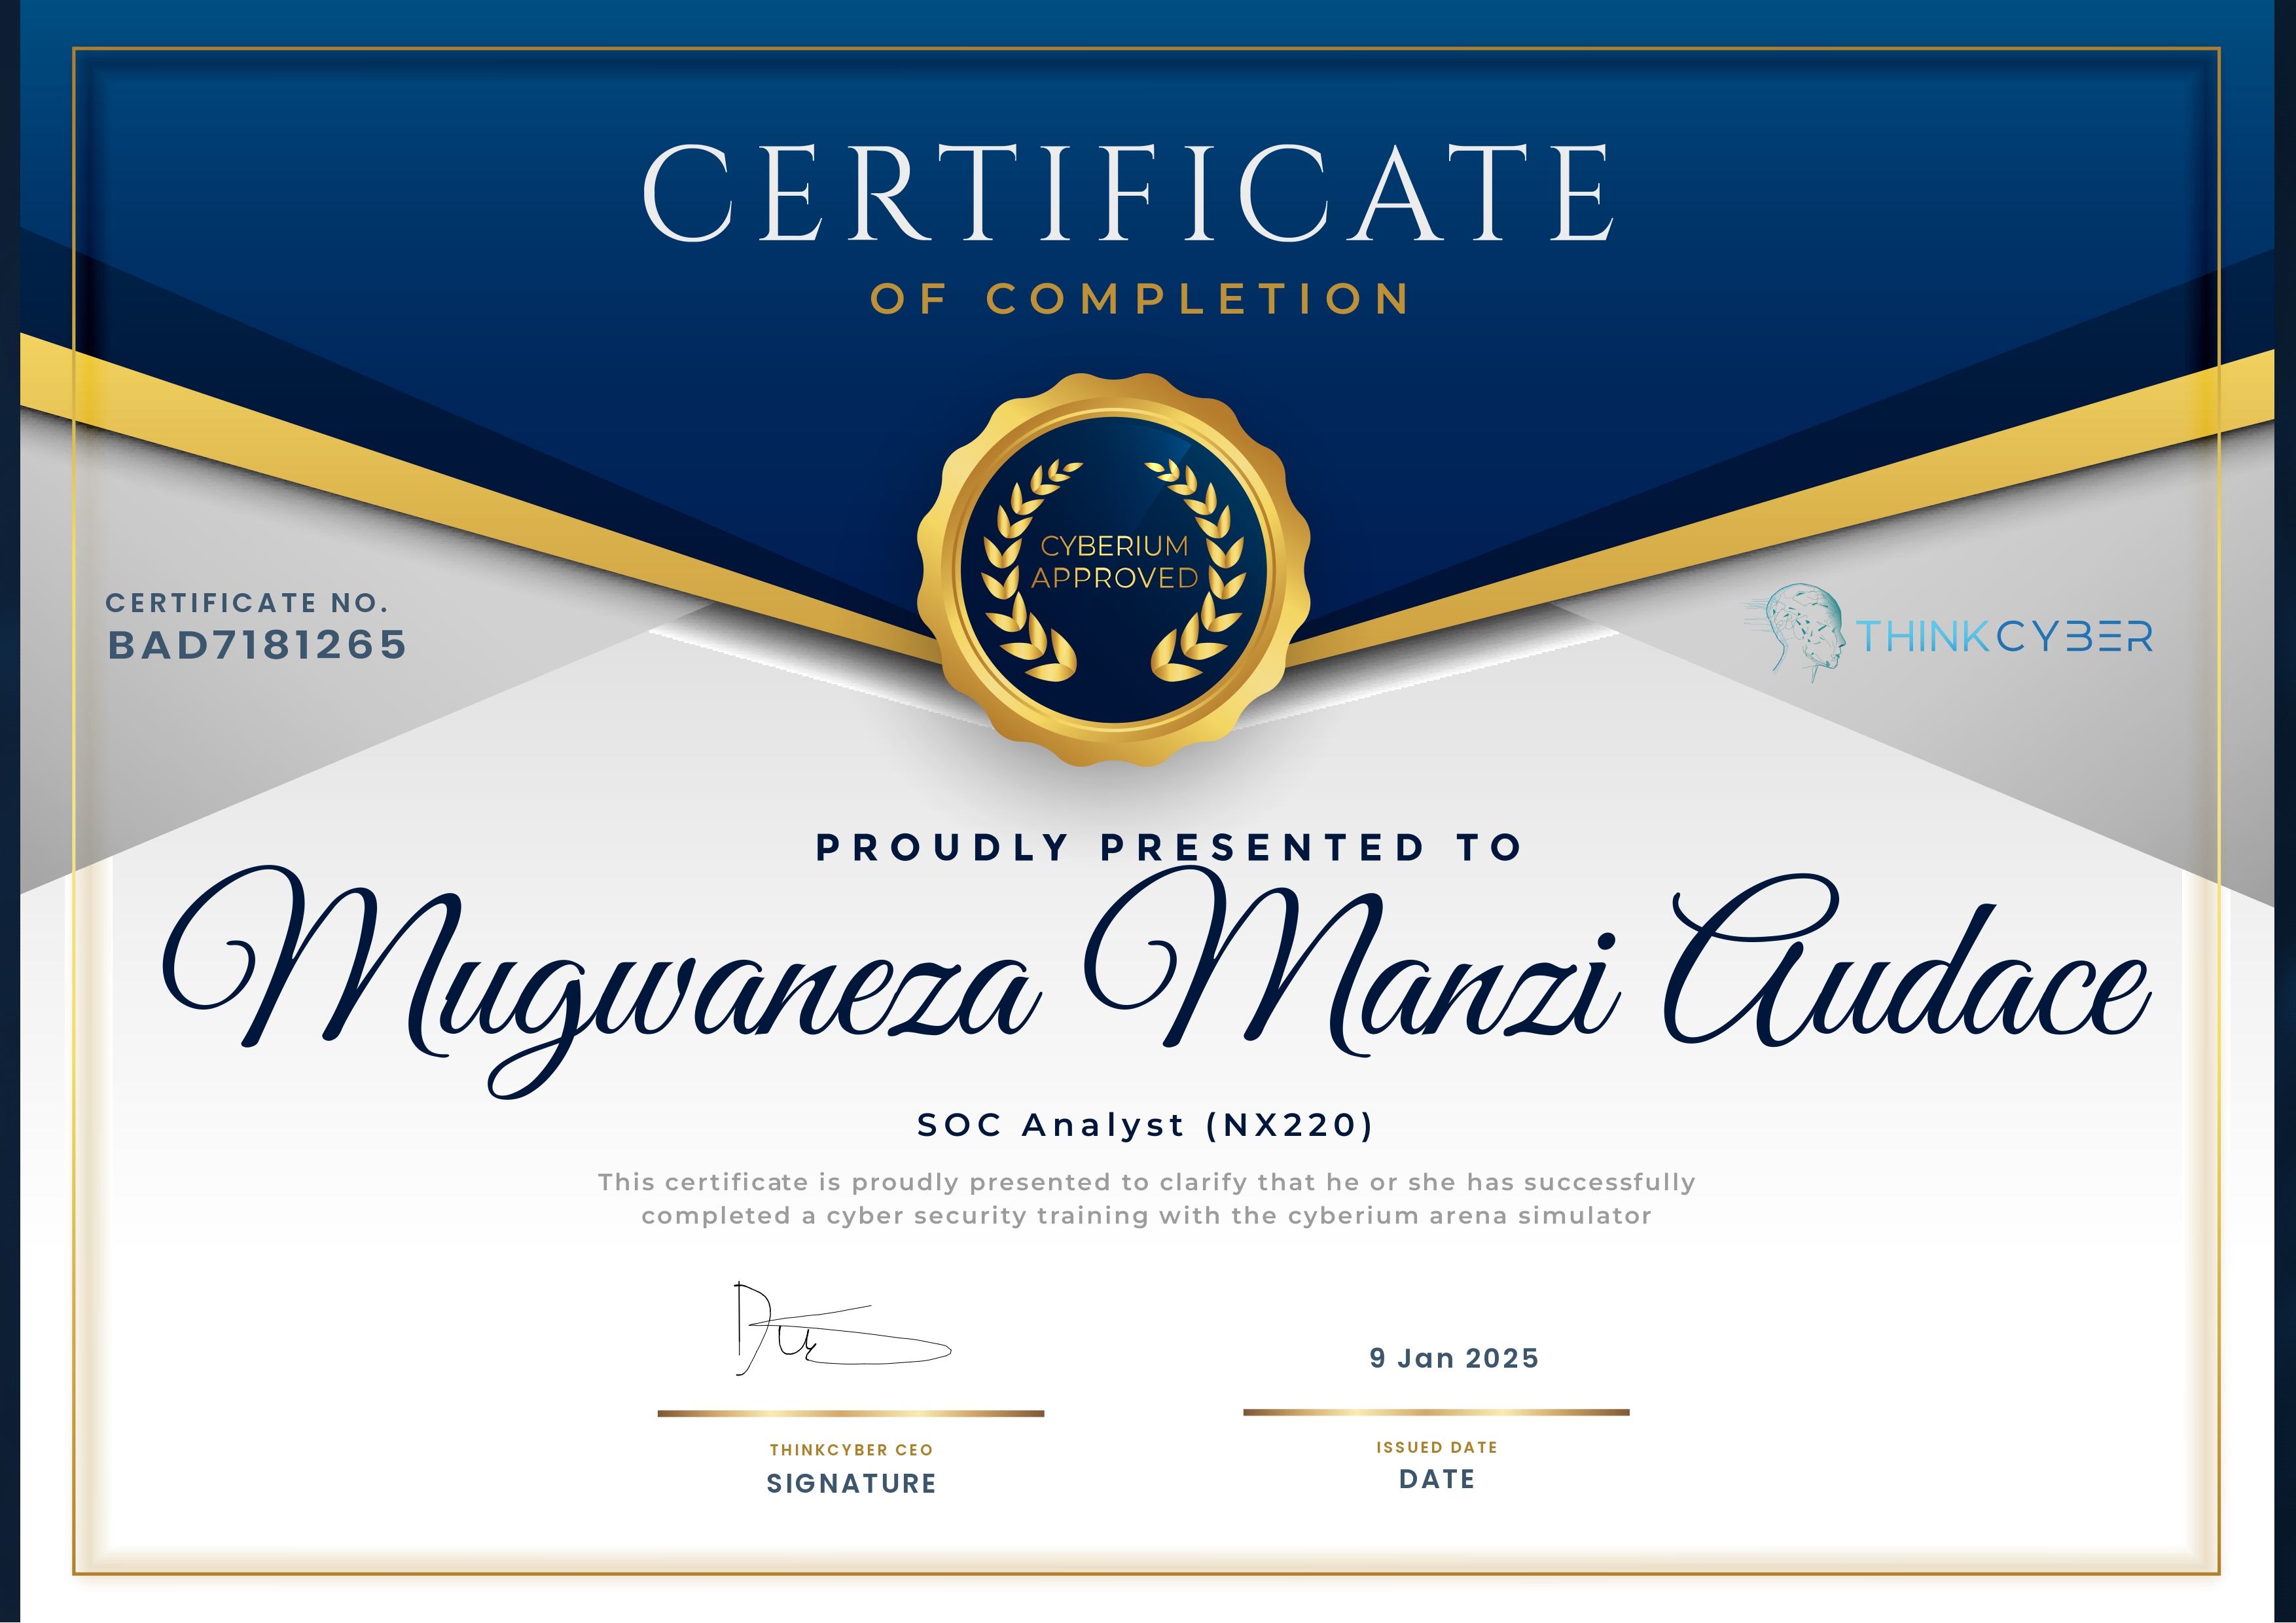 CERTIFICATE
OF COMPLETION
CYBERIUM
APPROVED
CERTIFICATE NO.
BAD7181265
THINKCYBER
PROUDLY PRESENTED TO
Mugwaneza Manzi Audace
SOC Analyst (NX220)
This certificate is proudly presented to clarify that he or she has successfully
completed a cyber security training with the cyberium arena simulator
9 Jan 2025
THINKCYBER CEO
SIGNATURE
ISSUED DATE
DATE